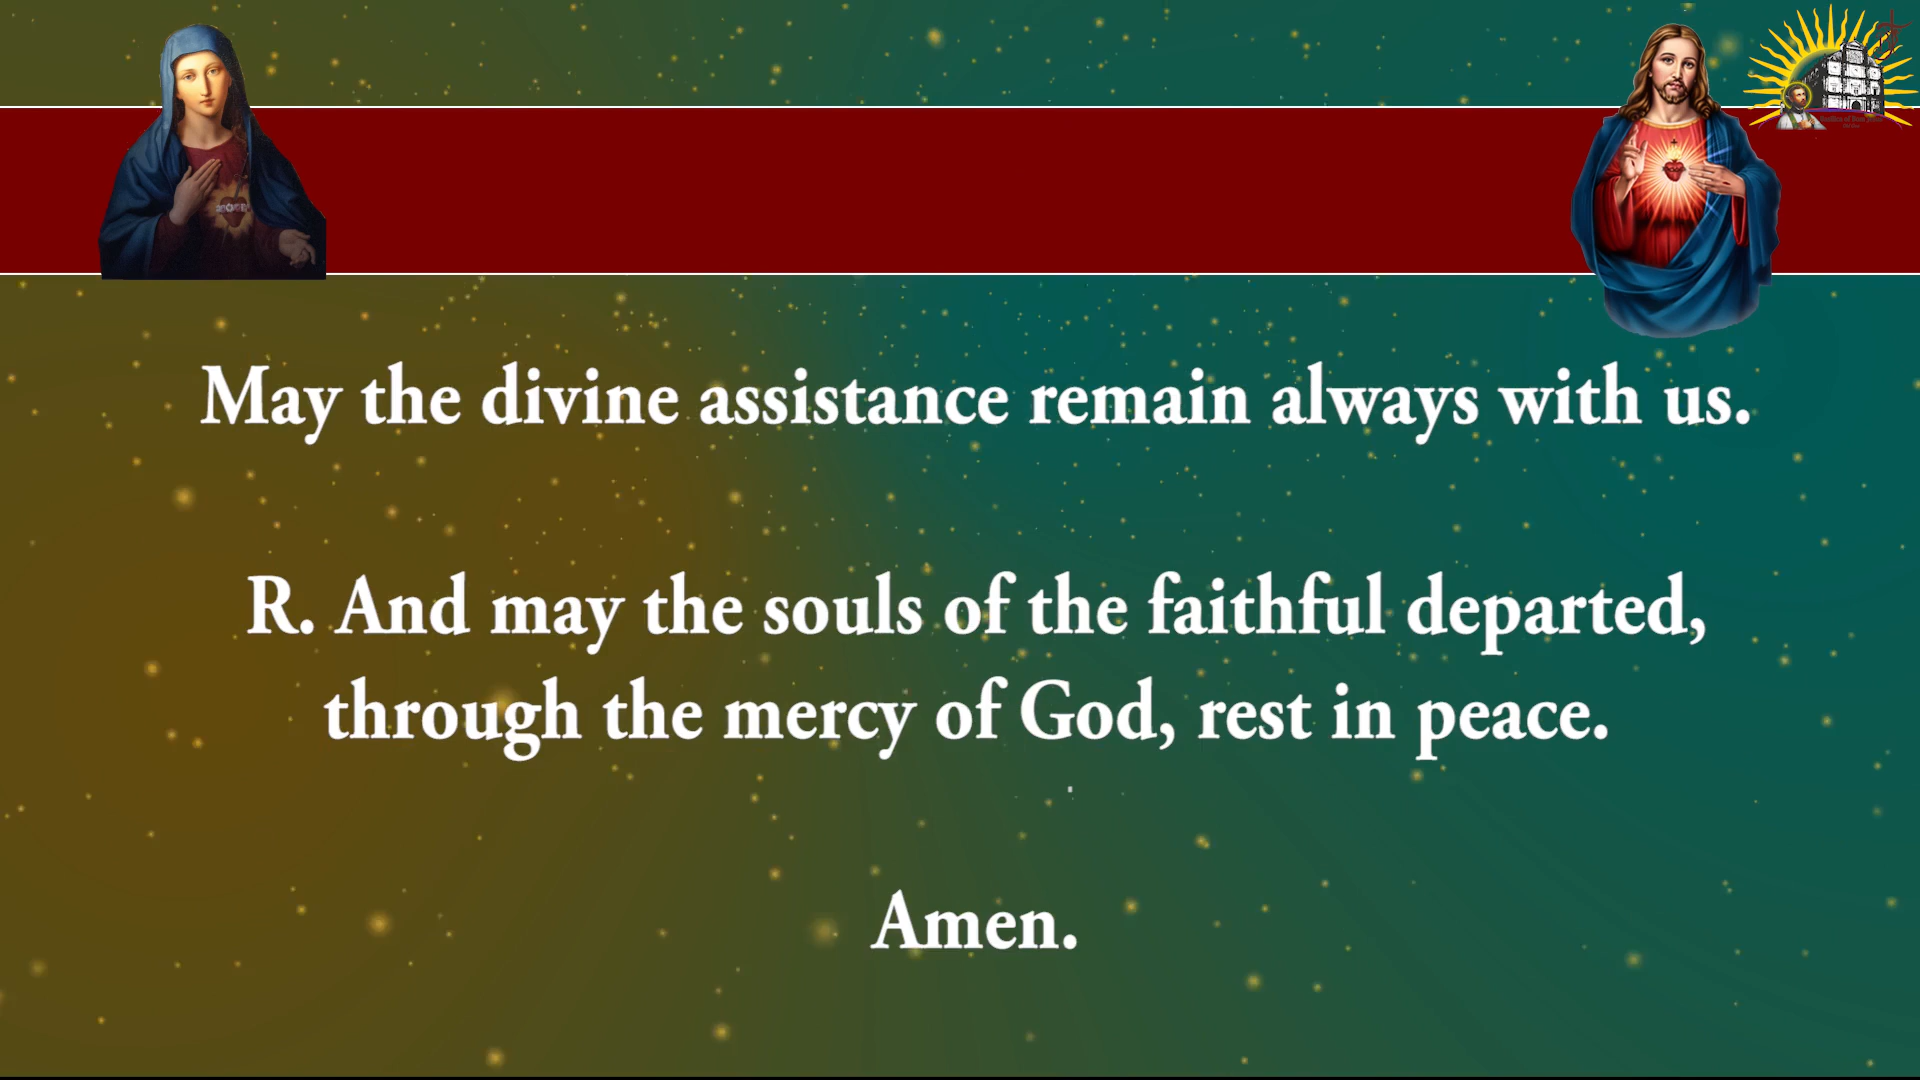 May the divine assistance remain always with us.
R. And may the souls of the faithful departed,
through the mercy of God, rest in peace.
Amen.